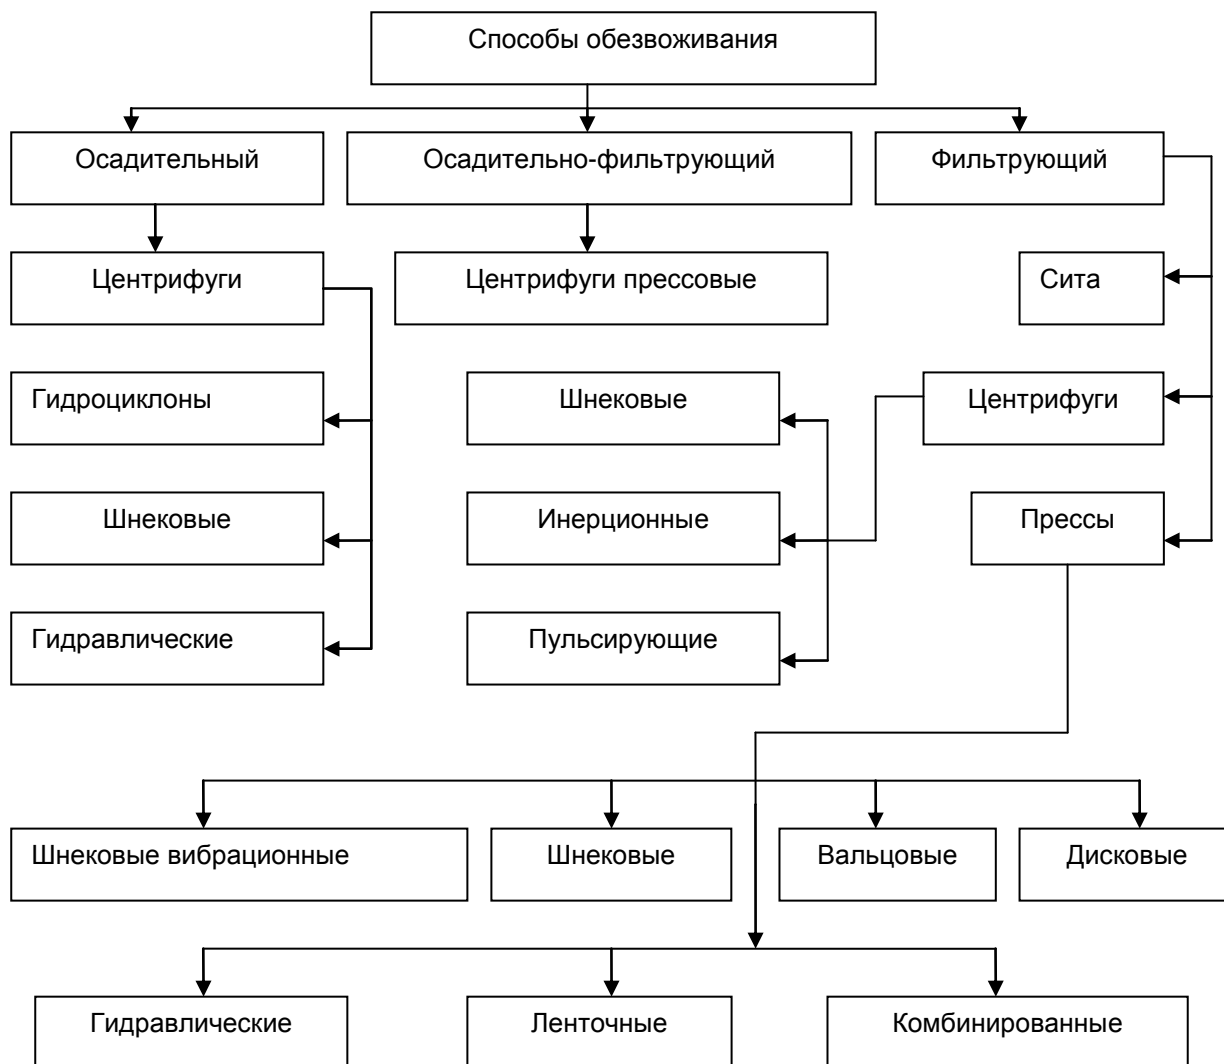 Способы обезвоживания
Осадительный
Осадительно-фильтрующий
Фильтрующий
Центрифуги
Центрифуги прессовые
Сита
Гидроциклоны
Шнековые
Центрифуги
Шнековые
Инерционные
Прессы
Гидравлические
Пульсирующие
Шнековые вибрационные
Шнековые
Вальцовые
Дисковые
Гидравлические
Ленточные
Комбинированные